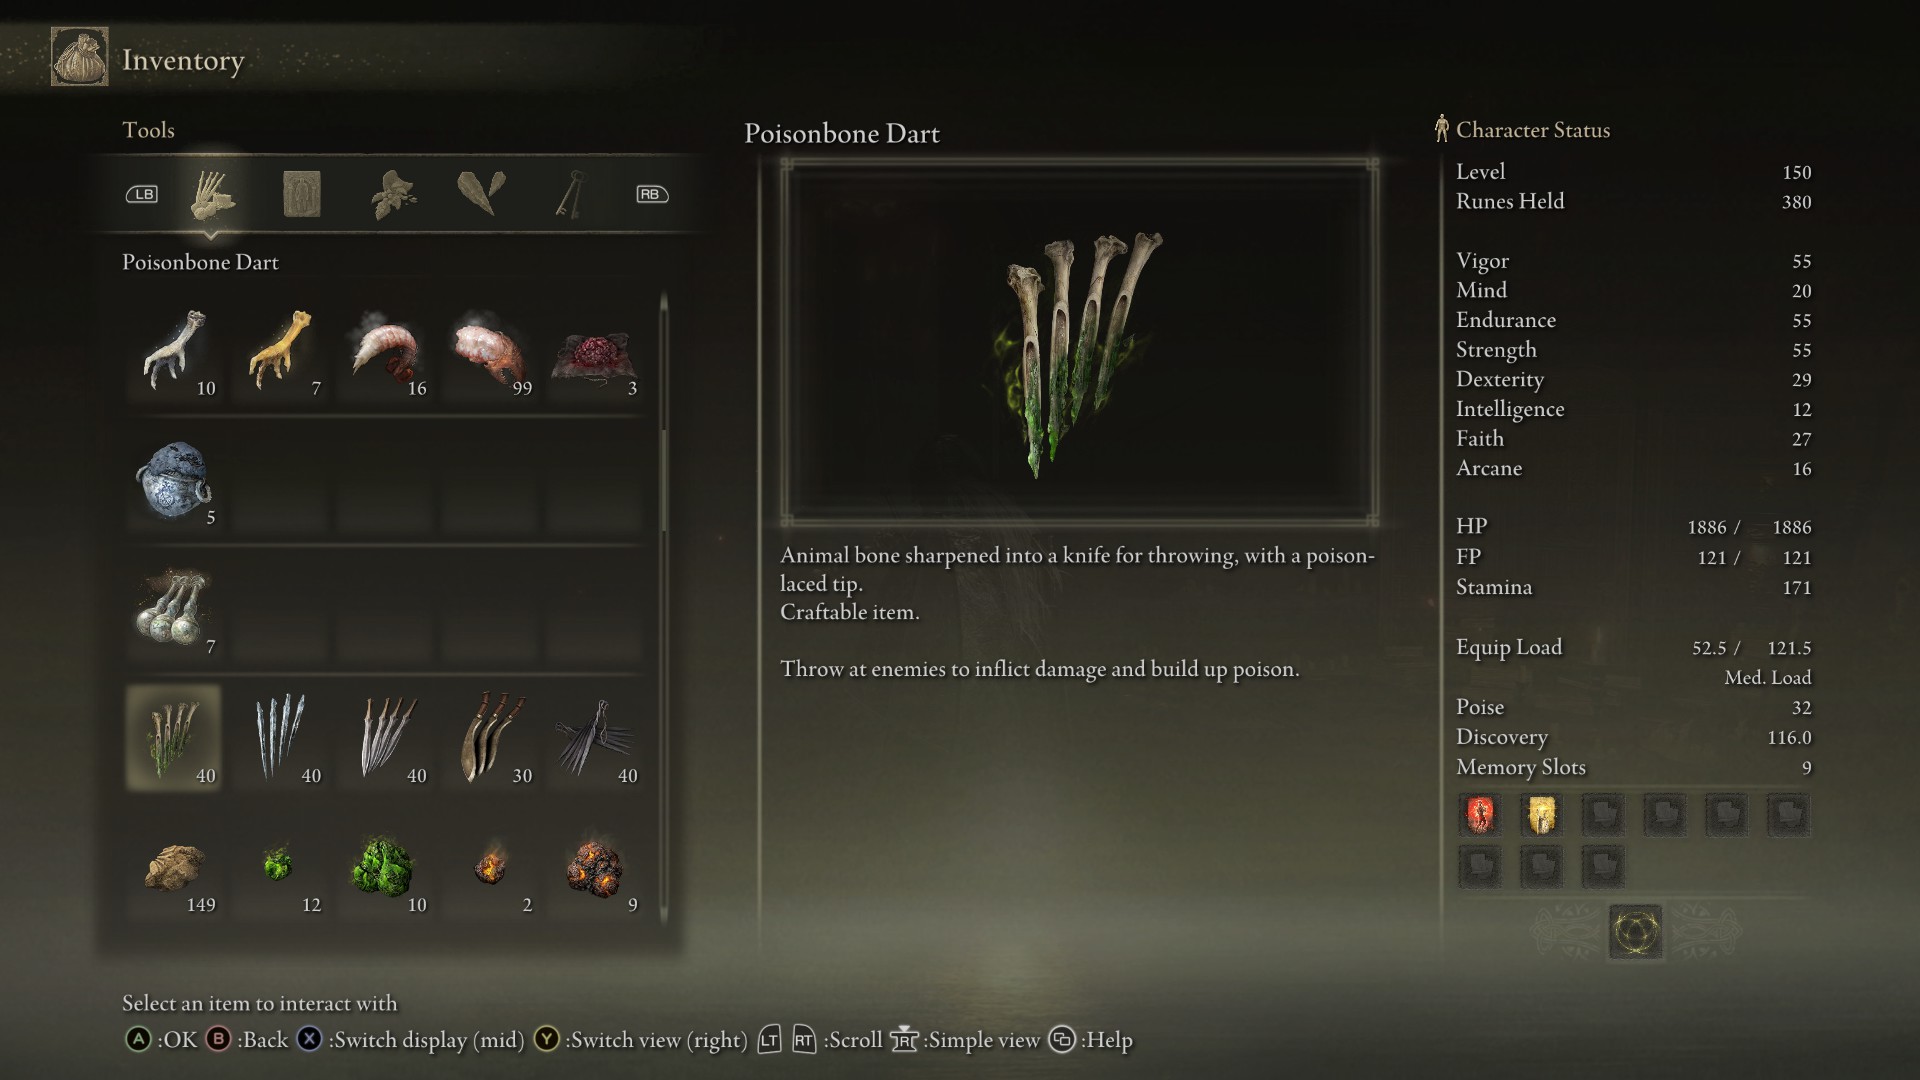 Inventory
Tools
LB
RB
Poisonbone Dart
10
7
16
99
3
5
7
40
40
40
30
40
149
12
10
2
9
Poisonbone Dart
Animal bone sharpened into a knife for throwing, with a poison-
laced tip.
Craftable item.
Throw at enemies to inflict damage and build up poison.
Character Status
Level 150
Runes Held 380
Vigor 55
Mind 20
Endurance 55
Strength 55
Dexterity 29
Intelligence 12
Faith 27
Arcane 16
HP 1886 / 1886
FP 121 / 121
Stamina 171
Equip Load 52.5 / 121.5
Med. Load
Poise 32
Discovery 116.0
Memory Slots 9
Select an item to interact with
A :OK B :Back X :Switch display (mid) Y :Switch view (right) LT RT :Scroll R :Simple view :Help